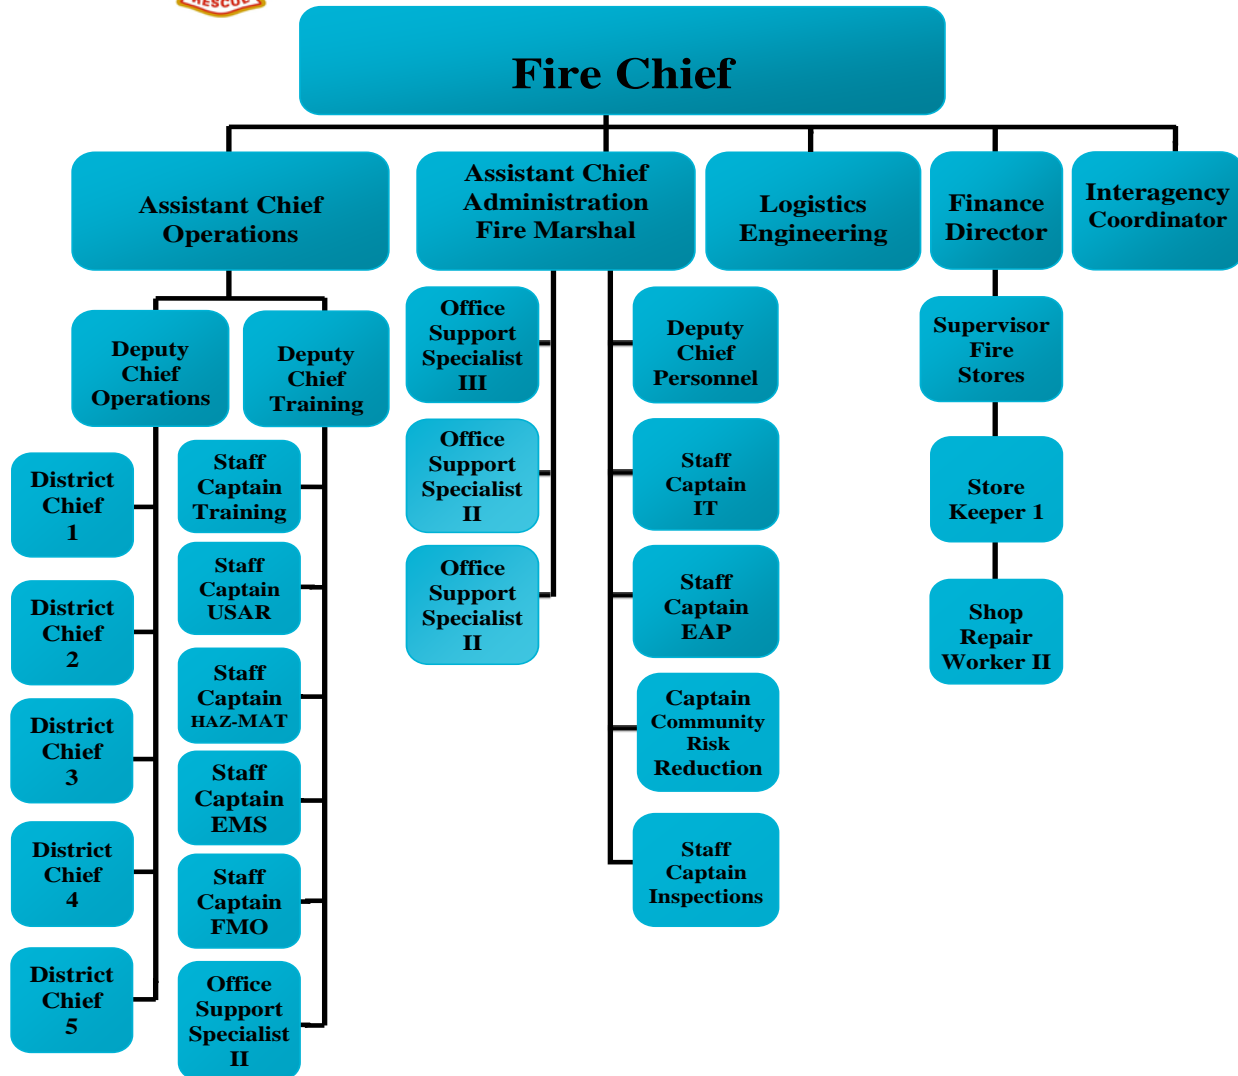 RESCUE
Fire Chief
Assistant Chief
Operations
Assistant Chief
Administration
Fire Marshal
Logistics
Engineering
Finance
Director
Interagency
Coordinator
Deputy
Chief
Operations
Deputy
Chief
Training
District
Chief
1
District
Chief
2
District
Chief
3
District
Chief
4
District
Chief
5
Staff
Captain
Training
Staff
Captain
USAR
Staff
Captain
HAZ-MAT
Staff
Captain
EMS
Staff
Captain
FMO
Office
Support
Specialist
II
Office
Support
Specialist
III
Office
Support
Specialist
II
Office
Support
Specialist
II
Deputy
Chief
Personnel
Staff
Captain
IT
Staff
Captain
EAP
Captain
Community
Risk
Reduction
Staff
Captain
Inspections
Supervisor
Fire
Stores
Store
Keeper 1
Shop
Repair
Worker II